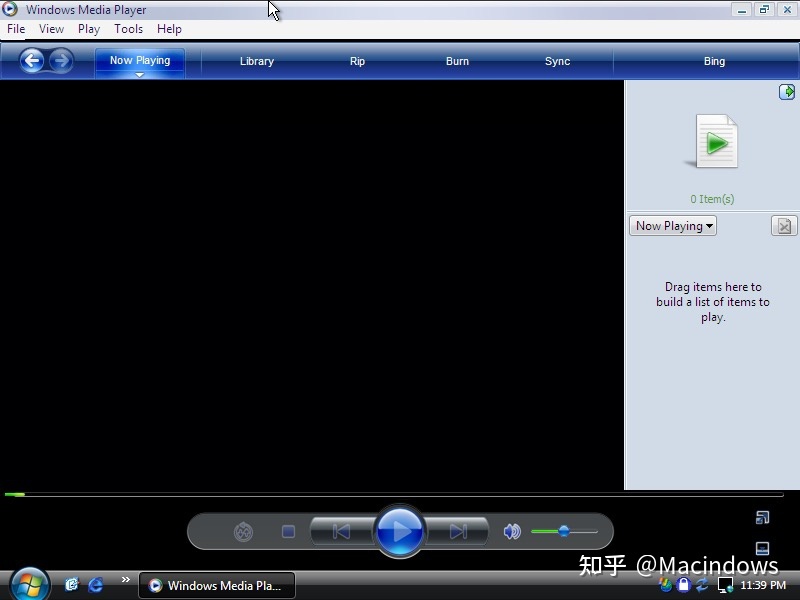 Windows Media Player
File View Play Tools Help
Now Playing Library Rip Burn Sync Bing
0 Item(s)
Now Playing
Drag items here to
build a list of items to
play.
知乎 @Macindows
Windows Media Pla...
11:39 PM